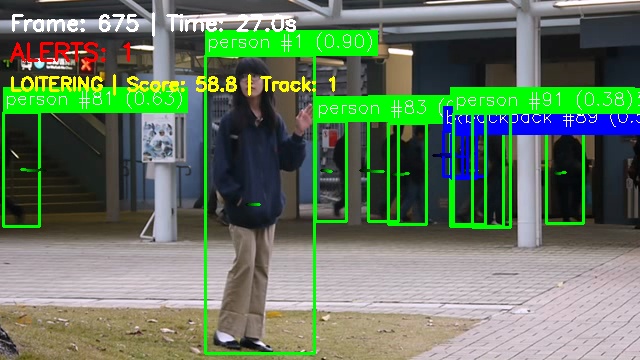 Frame: 675 | Time: 27.0s
ALERTS: 1
LOITERING | Score: 58.8 | Track: 1
person #1 (0.90)
person #81 (0.63)
person #83
person #91 (0.38)
backpack #89